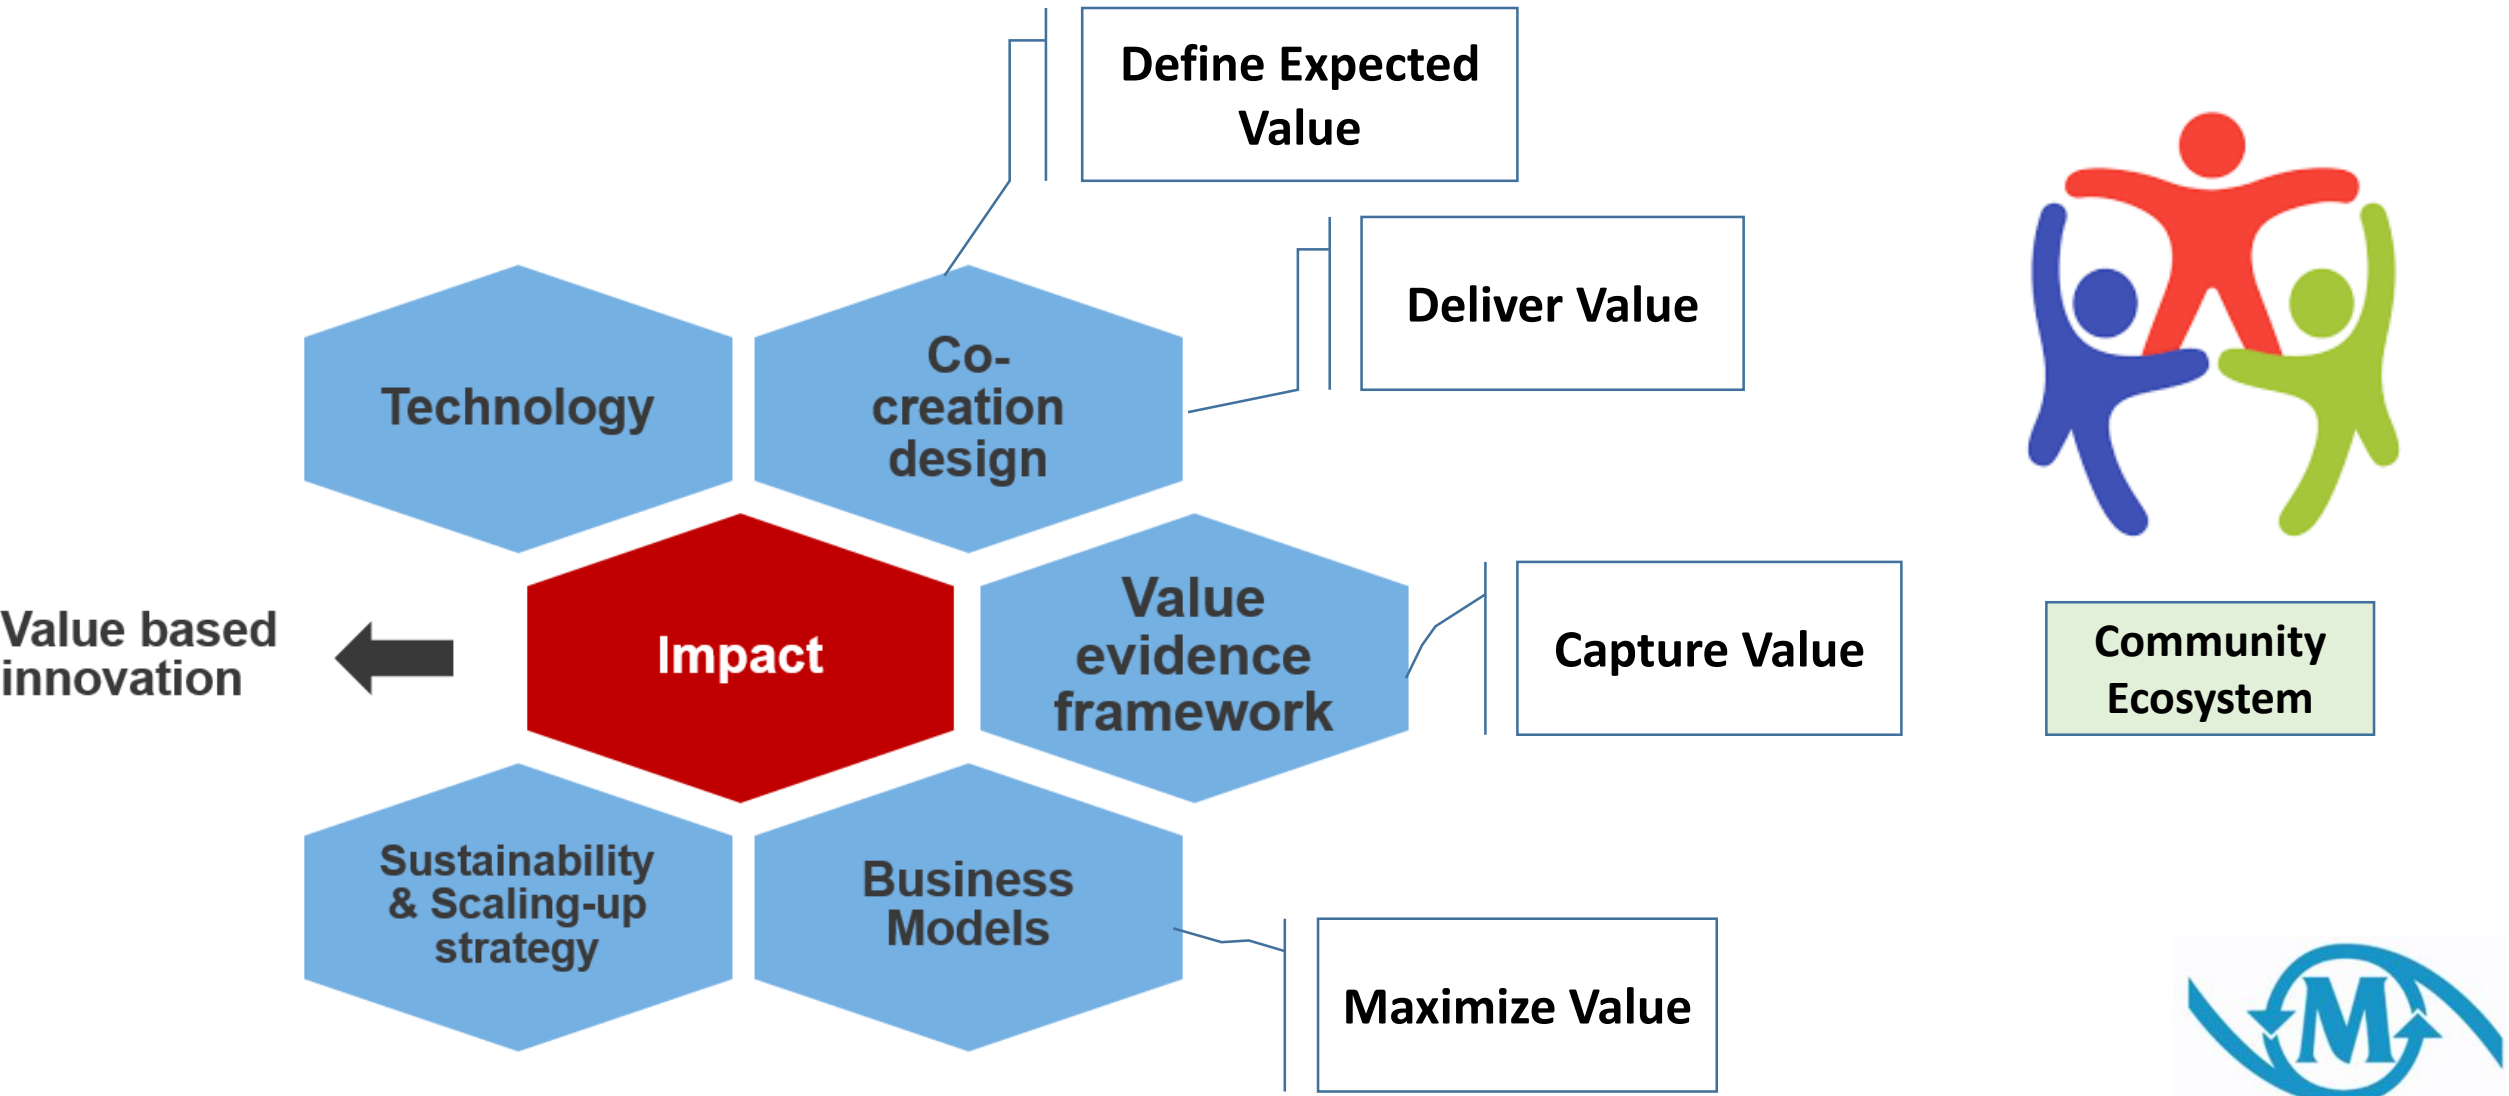 Define Expected
Value
Deliver Value
Technology
Co-
creation
design
Value based
innovation
Impact
Value
evidence
framework
Capture Value
Community
Ecosystem
Sustainability
& Scaling-up
strategy
Business
Models
Maximize Value
M